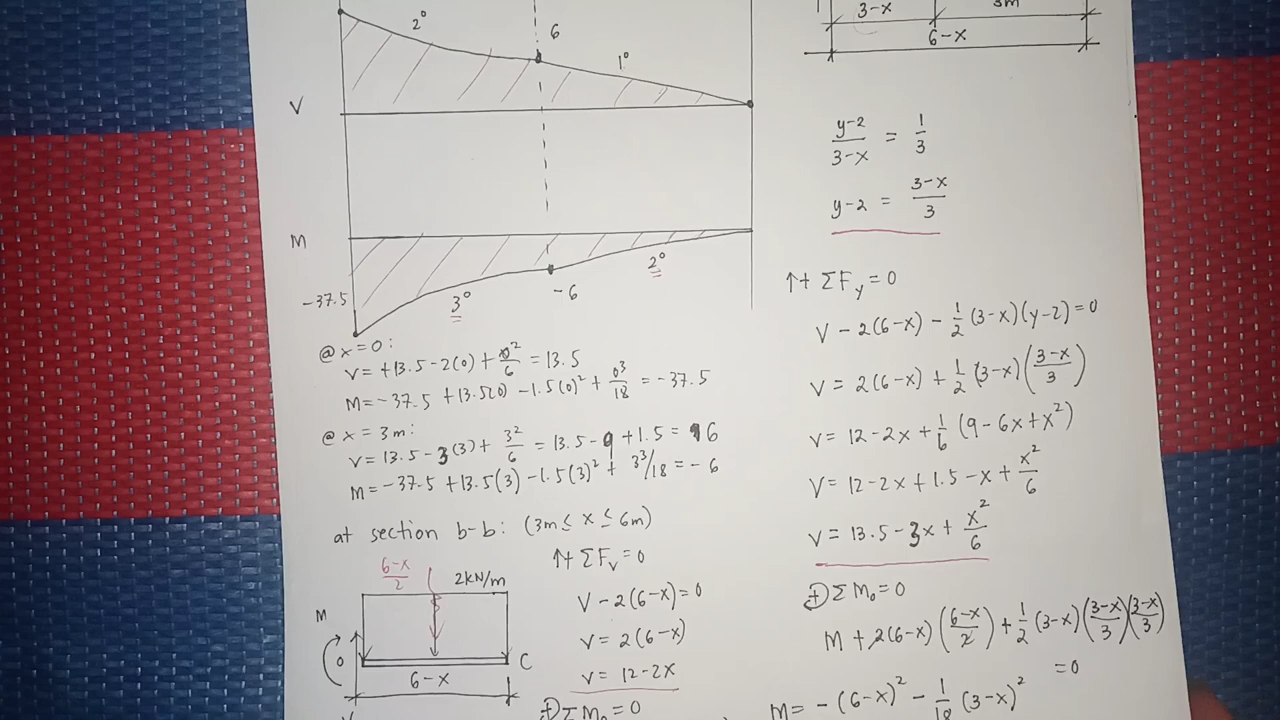 2°
6
1°
V
M
-37.5
3°
-6
2°
@ x=0:
V= +13.5-2(0) + 0²/6 = 13.5
M= -37.5 +13.5(0) -1.5(0)² + 0³/18 = -37.5
@ x = 3m:
V= 13.5-3(3)+ 3²/6 = 13.5-9+1.5 = 6
M= -37.5 +13.5(3) -1.5(3)² + 3³/18 = -6
at section b-b: (3m ≤ x ≤ 6m)
6-x/2
2kN/m
M
0
C
6-x
V
↑+ ΣFv=0
V-2(6-x)=0
V= 2(6-x)
V= 12-2x
+ ΣM₀=0
3-x
3m
6-x
y-2/3-x = 1/3
y-2 = 3-x/3
↑+ ΣFy=0
V-2(6-x) - 1/2 (3-x)(y-2)=0
V= 2(6-x) + 1/2 (3-x)(3-x/3)
V= 12-2x + 1/6 (9-6x+x²)
V= 12-2x+1.5-x+ x²/6
V= 13.5-3x + x²/6
+ ΣM₀=0
M+2(6-x)(6-x/2)+1/2(3-x)(3-x/3)(3-x/3)
=0
M= -(6-x)² - 1/18 (3-x)²